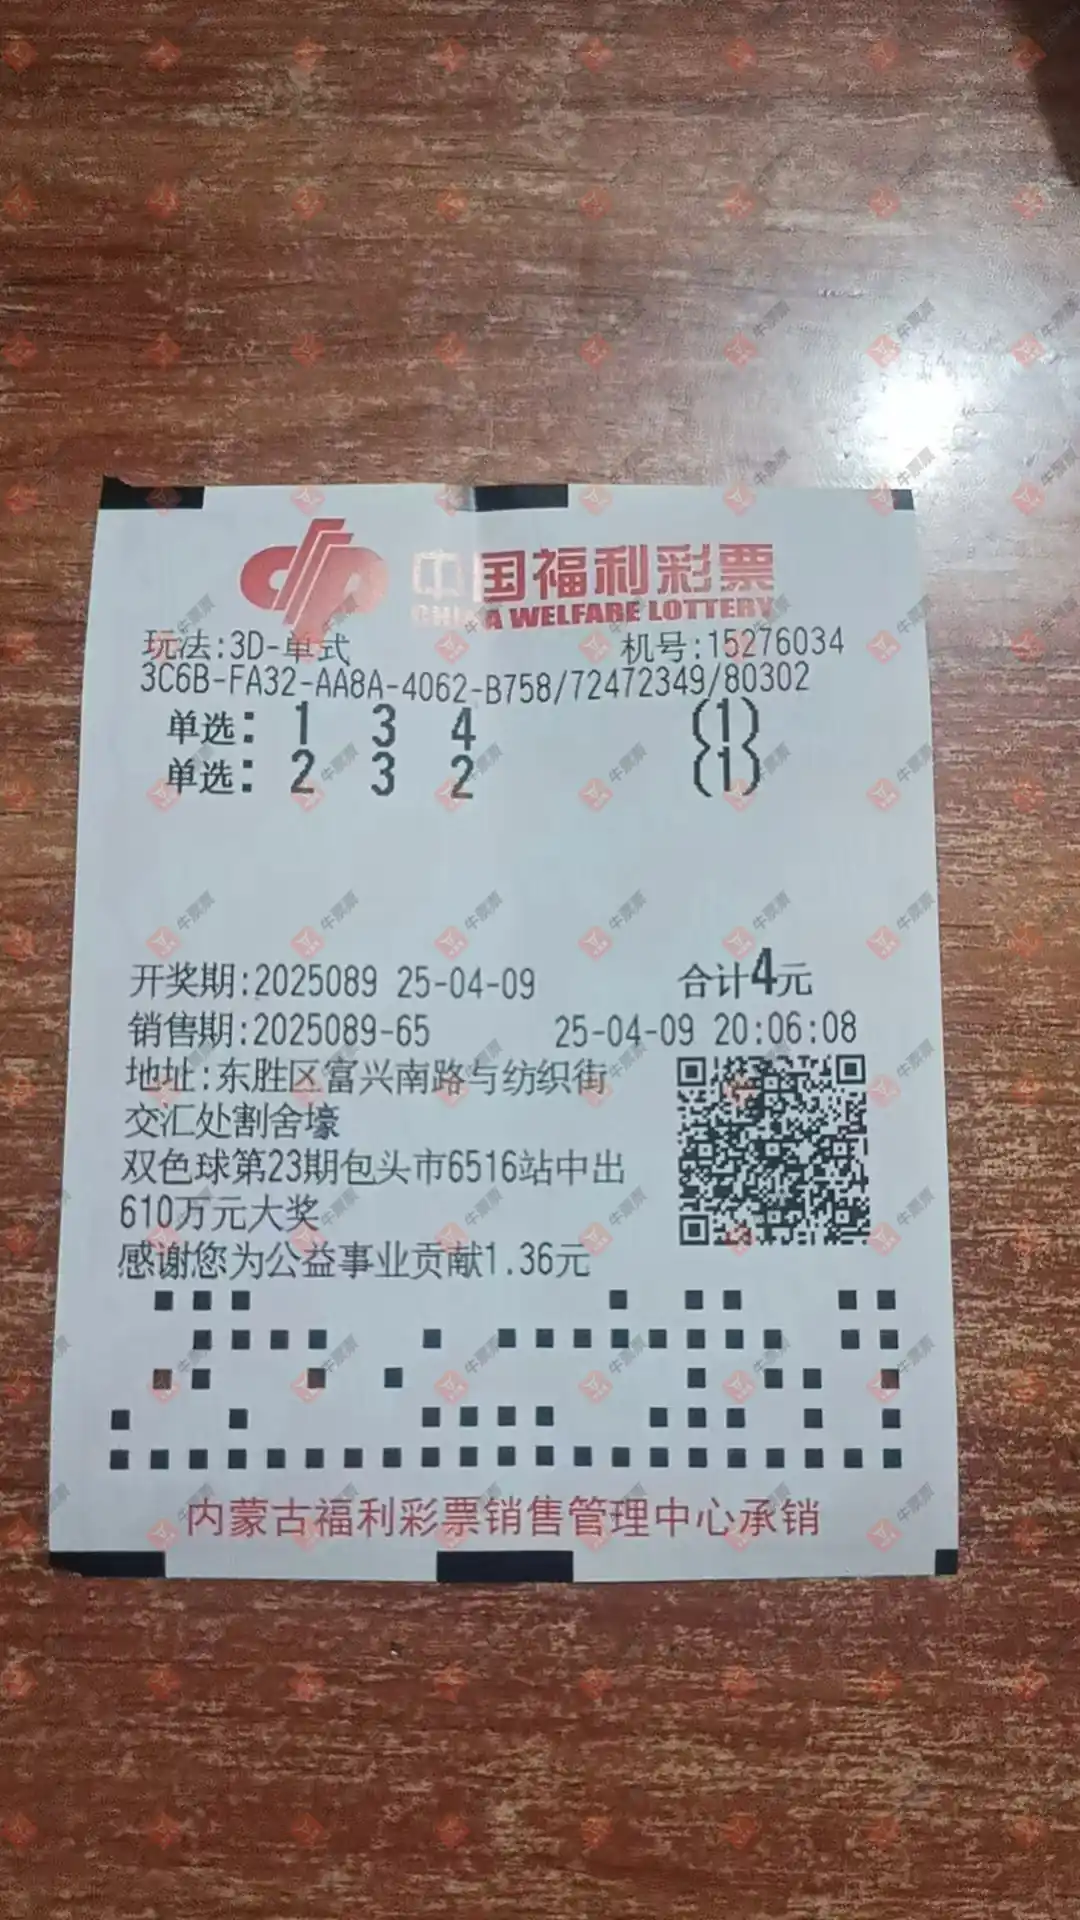 中国福利彩票
CHINA WELFARE LOTTERY
玩法:3D-单式 机号:15276034
3C6B-FA32-AA8A-4062-B758/72472349/80302
单选: 1 3 4 (1)
单选: 2 3 2 (1)
开奖期:2025089 25-04-09 合计4元
销售期:2025089-65 25-04-09 20:06:08
地址:东胜区富兴南路与纺织街
交汇处割舍壕
双色球第23期包头市6516站中出
610万元大奖
感谢您为公益事业贡献1.36元
内蒙古福利彩票销售管理中心承销